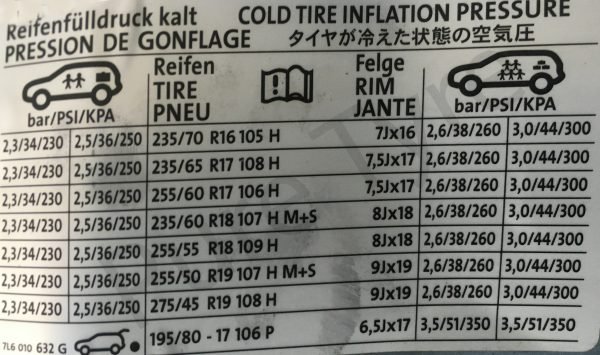 Reifenfülldruck kalt COLD TIRE INFLATION PRESSURE
PRESSION DE GONFLAGE タイヤが冷えた状態の空気圧
Reifen Felge
TIRE RIM
bar/PSI/KPA PNEU JANTE bar/PSI/KPA
2,3/34/230 2,5/36/250 235/70 R16 105 H 7Jx16 2,6/38/260 3,0/44/300
2,3/34/230 2,5/36/250 235/65 R17 108 H 7,5Jx17 2,6/38/260 3,0/44/300
2,3/34/230 2,5/36/250 255/60 R17 106 H 7,5Jx17 2,6/38/260 3,0/44/300
2,3/34/230 2,5/36/250 235/60 R18 107 H M+S 8Jx18 2,6/38/260 3,0/44/300
2,3/34/230 2,5/36/250 255/55 R18 109 H 8Jx18 2,6/38/260 3,0/44/300
2,3/34/230 2,5/36/250 255/50 R19 107 H M+S 9Jx19 2,6/38/260 3,0/44/300
2,3/34/230 2,5/36/250 275/45 R19 108 H 9Jx19 2,6/38/260 3,0/44/300
7L6 010 632 G 195/80 - 17 106 P 6,5Jx17 3,5/51/350 3,5/51/350